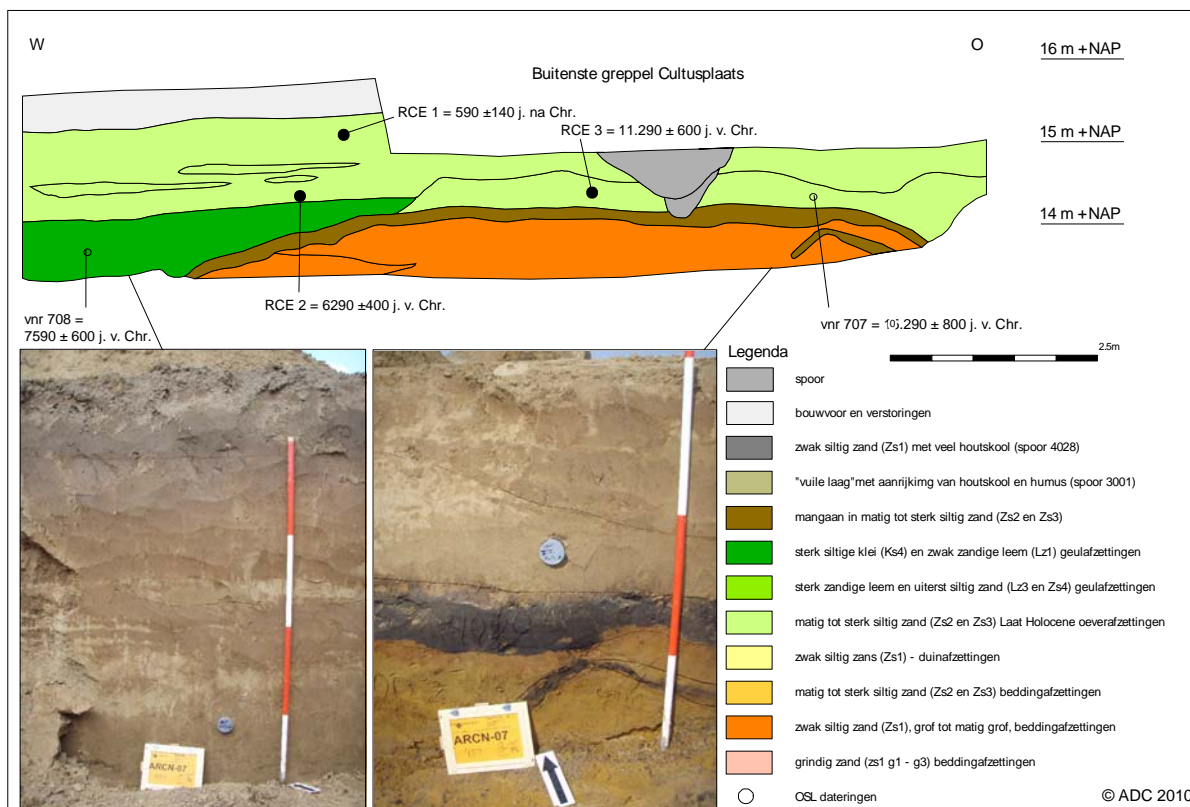 W
O
16 m +NAP
Buitenste greppel Cultusplaats
RCE 1 = 590 ±140 j. na Chr.
RCE 3 = 11.290 ± 600 j. v. Chr.
15 m +NAP
14 m +NAP
RCE 2 = 6290 ±400 j. v. Chr.
vnr 708 =
7590 ± 600 j. v. Chr.
vnr 707 = .290 ± 800 j. v. Chr.
2.5m
Legenda
spoor
bouwvoor en verstoringen
zwak siltig zand (Zs1) met veel houtskool (spoor 4028)
"vuile laag"met aanrijkimg van houtskool en humus (spoor 3001)
mangaan in matig tot sterk siltig zand (Zs2 en Zs3)
sterk siltige klei (Ks4) en zwak zandige leem (Lz1) geulafzettingen
sterk zandige leem en uiterst siltig zand (Lz3 en Zs4) geulafzettingen
matig tot sterk siltig zand (Zs2 en Zs3) Laat Holocene oeverafzettingen
zwak siltig zans (Zs1) - duinafzettingen
matig tot sterk siltig zand (Zs2 en Zs3) beddingafzettingen
zwak siltig zand (Zs1), grof tot matig grof, beddingafzettingen
grindig zand (zs1 g1 - g3) beddingafzettingen
OSL dateringen
© ADC 2010
ARCN-07
ARCN-07